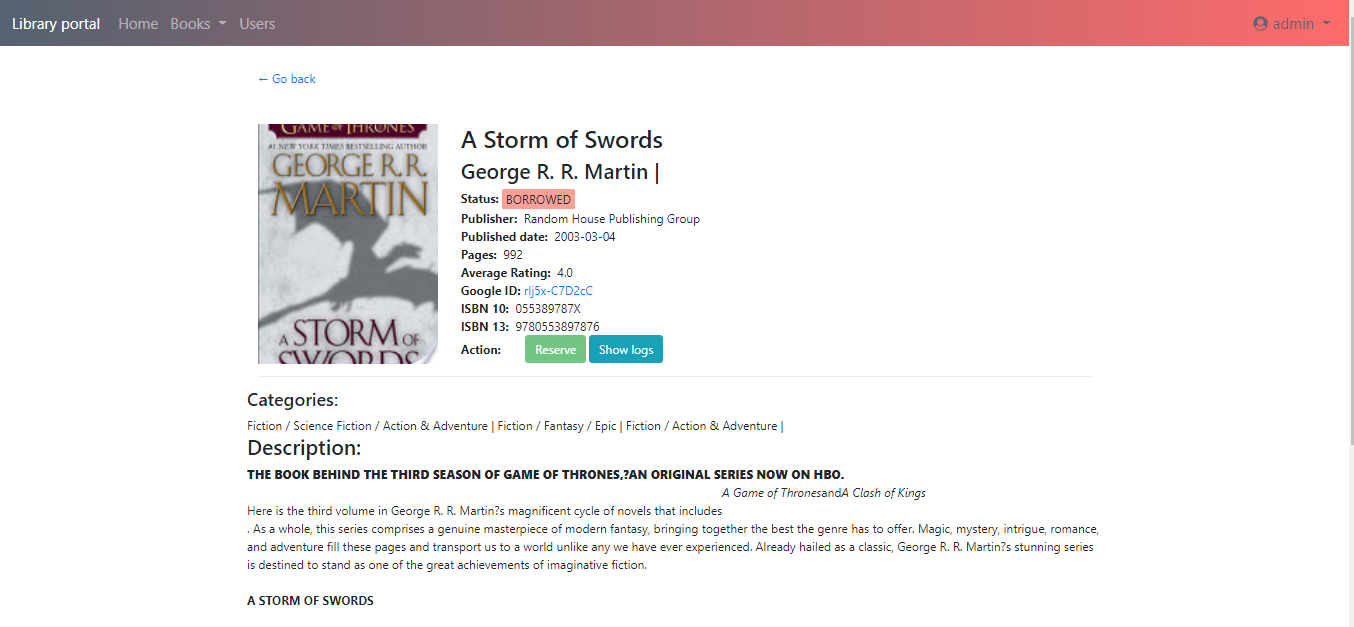 Library portal Home Books Users admin
← Go back
GAME OF THRONES
#1 NEW YORK TIMES BESTSELLING AUTHOR
GEORGE R.R.
MARTIN
A STORM OF
SWORDS
A Storm of Swords
George R. R. Martin |
Status: BORROWED
Publisher: Random House Publishing Group
Published date: 2003-03-04
Pages: 992
Average Rating: 4.0
Google ID: rIj5x-C7D2cC
ISBN 10: 055389787X
ISBN 13: 9780553897876
Action: Reserve Show logs
Categories:
Fiction / Science Fiction / Action & Adventure | Fiction / Fantasy / Epic | Fiction / Action & Adventure |
Description:
THE BOOK BEHIND THE THIRD SEASON OF GAME OF THRONES,?AN ORIGINAL SERIES NOW ON HBO.
A Game of ThronesandA Clash of Kings
Here is the third volume in George R. R. Martin?s magnificent cycle of novels that includes
. As a whole, this series comprises a genuine masterpiece of modern fantasy, bringing together the best the genre has to offer. Magic, mystery, intrigue, romance,
and adventure fill these pages and transport us to a world unlike any we have ever experienced. Already hailed as a classic, George R. R. Martin?s stunning series
is destined to stand as one of the great achievements of imaginative fiction.
A STORM OF SWORDS